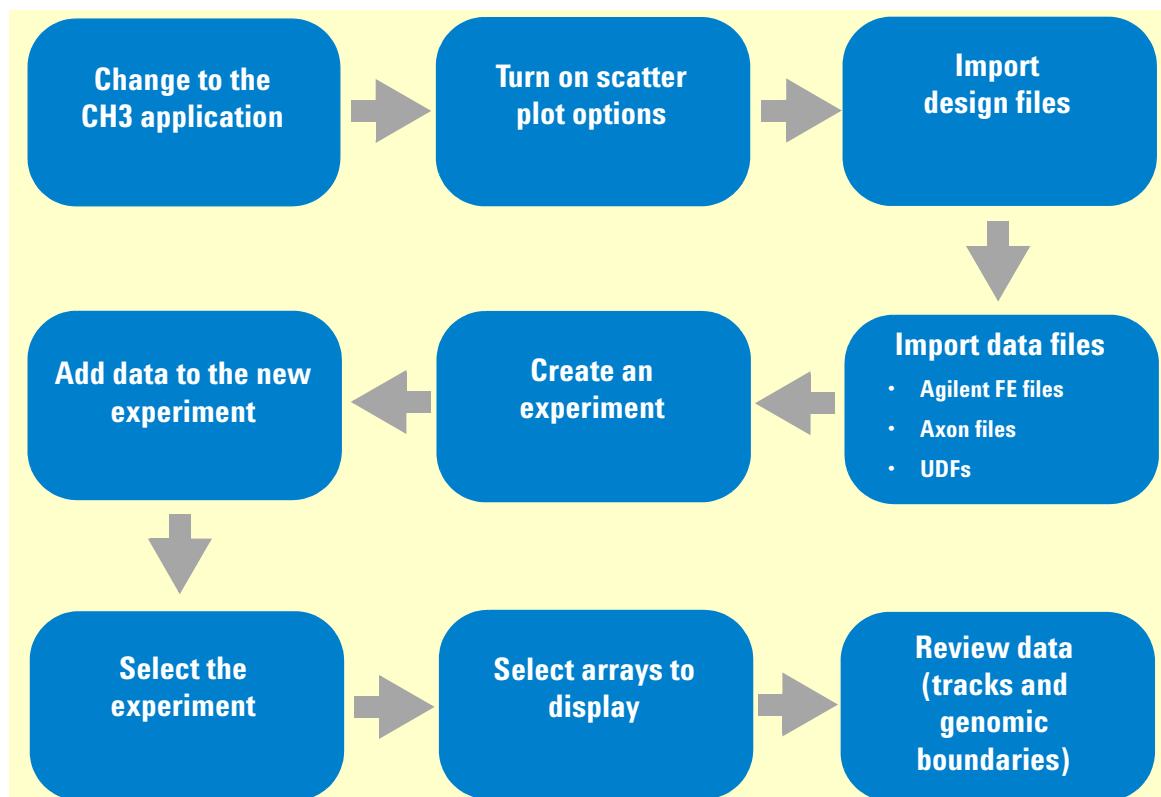 Change to the
CH3 application
Turn on scatter
plot options
Import
design files
Import data files
• Agilent FE files
• Axon files
• UDFs
Create an
experiment
Add data to the new
experiment
Select the
experiment
Select arrays to
display
Review data
(tracks and
genomic
boundaries)